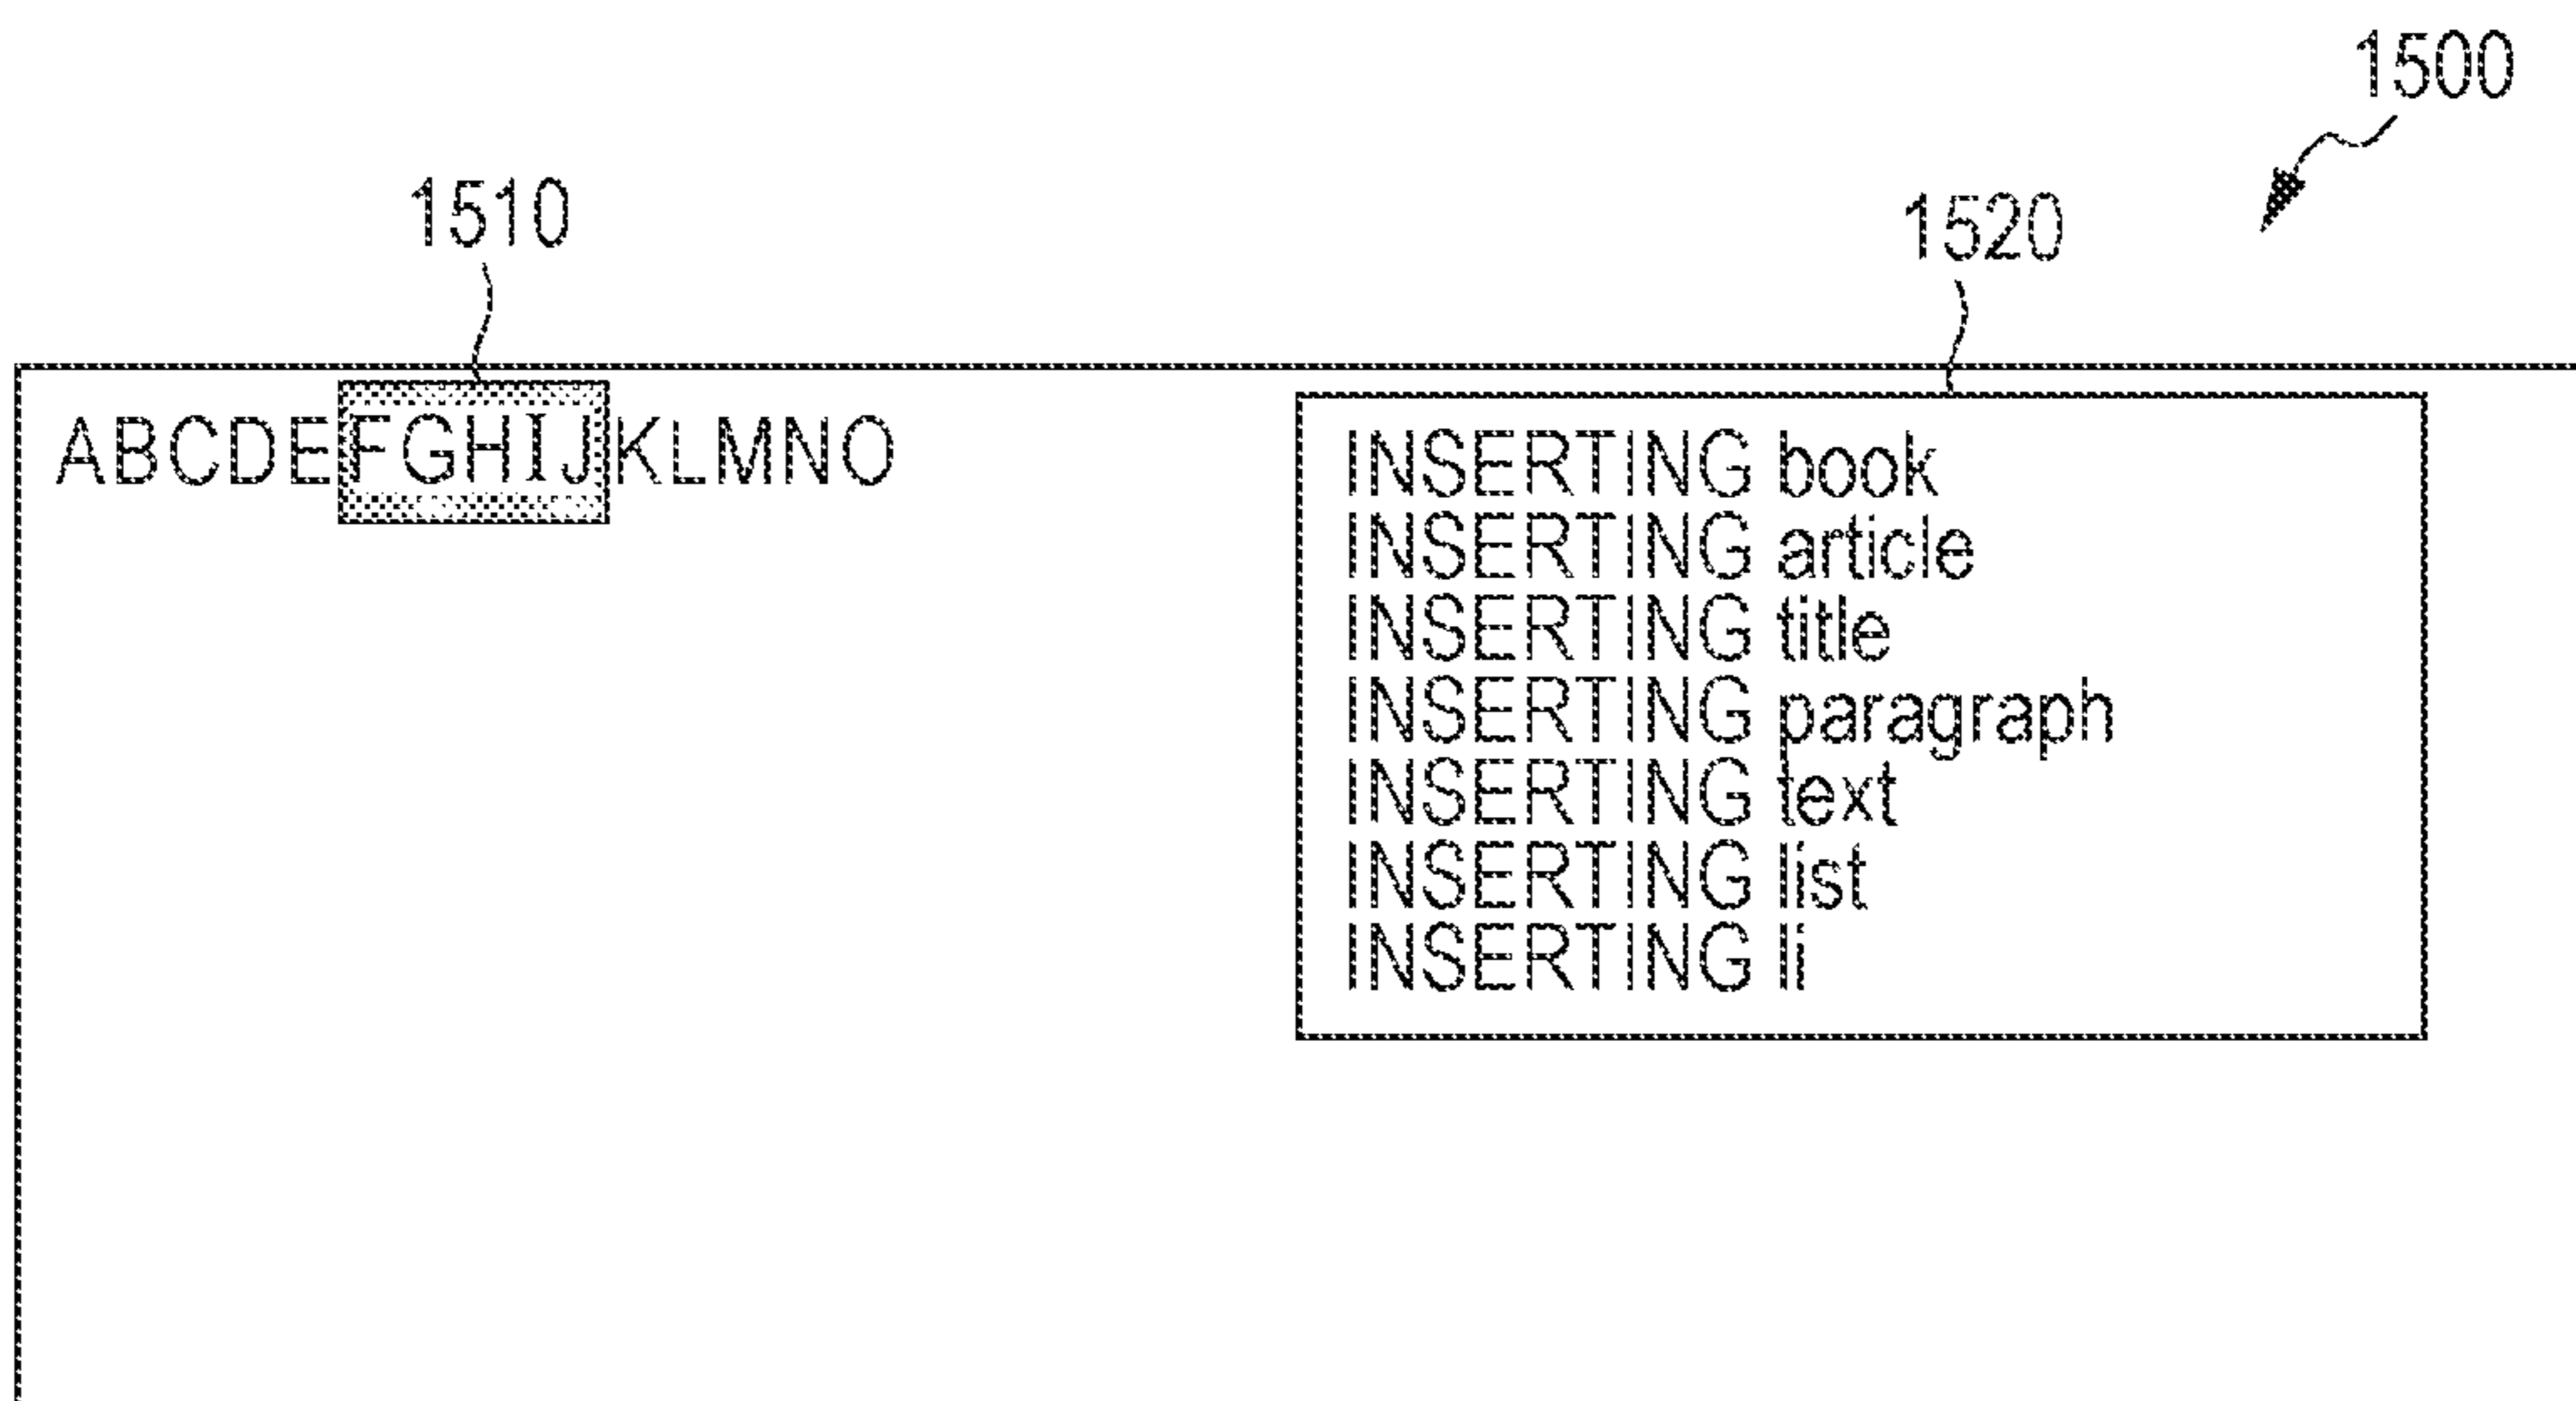 1500
1510
1520
ABCDEFGHIJKLMNO
INSERTING book
INSERTING article
INSERTING title
INSERTING paragraph
INSERTING text
INSERTING list
INSERTING li